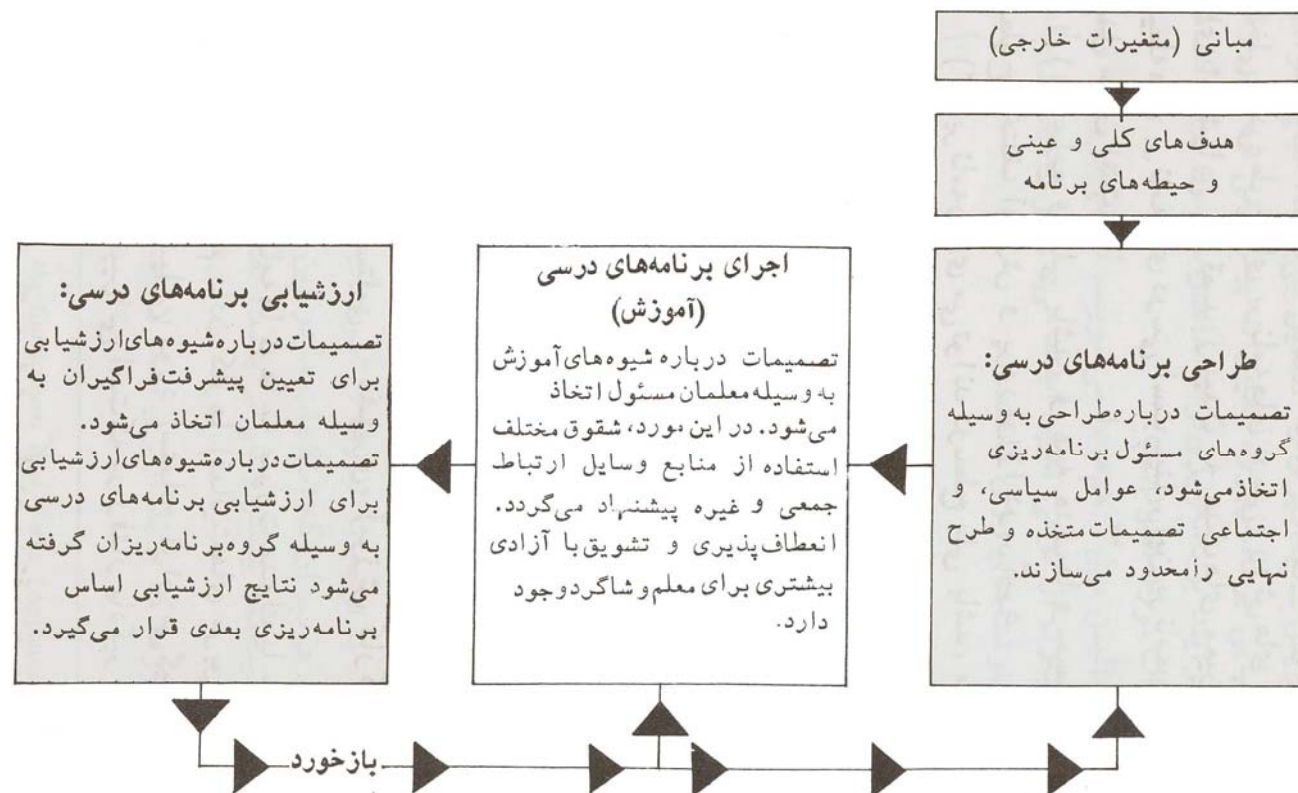 مبانی (متغیرات خارجی)
هدف‌های کلی و عینی
و حیطه‌های برنامه
طراحی برنامه‌های درسی:
تصمیمات درباره‌طراحی به وسیله
گروه‌های مسئول برنامه‌ریزی
اتخاذمی‌شود، عوامل سیاسی، و
اجتماعی تصمیمات‌متخذه و طرح
نهایی رامحدود می‌سازند.
اجرای برنامه‌های درسی
(آموزش)
تصمیمات درباره شیوه‌های‌آموزش
به وسیله‌معلمان مسئول اتخاذ
می‌شود. در این مورد، شقوق مختلف
استفاده از منابع وسایل ارتباط
جمعی و غیره پیشنهاد می‌گردد.
انعطاف‌پذیری و تشویق‌با آزادی
بیشتری برای معلم‌و شاگردوجود
دارد.
ارزشیابی برنامه‌های درسی:
تصمیمات درباره‌شیوه‌های‌ارزشیابی
برای تعیین پیشرفت‌فراگیران به
وسیله معلمان اتخاذ می‌شود.
تصمیمات‌درباره‌شیوه‌های‌ارزشیابی
برای ارزشیابی برنامه‌های درسی
به وسیله گروه‌برنامه‌ریزان گرفته
می‌شود نتایج ارزشیابی اساس
برنامه‌ریزی بعدی قرار می‌گیرد.
بازخورد